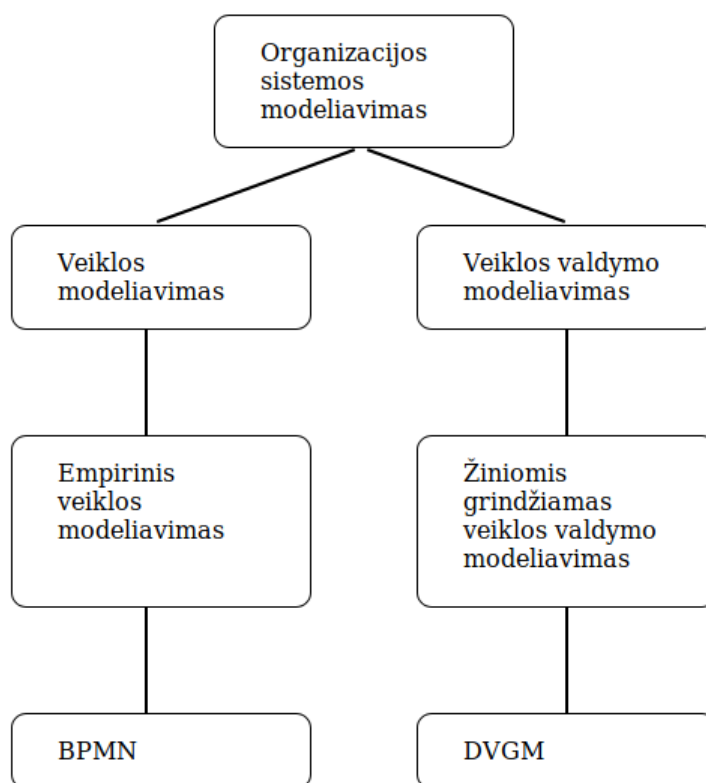 Organizacijos
sistemos
modeliavimas
Veiklos
modeliavimas
Veiklos valdymo
modeliavimas
Empirinis
veiklos
modeliavimas
Žiniomis
grindžiamas
veiklos valdymo
modeliavimas
BPMN
DVGM